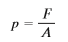 p = F/A